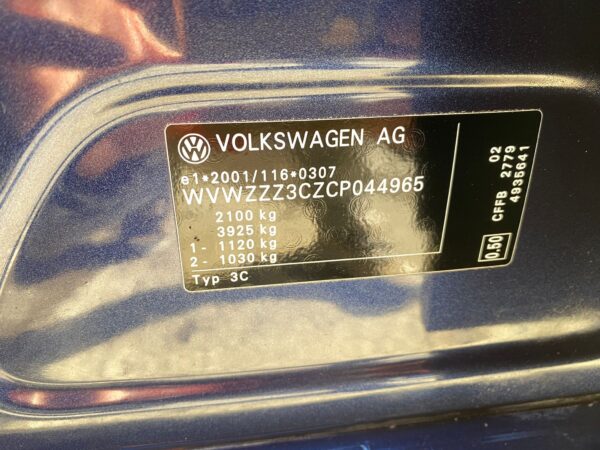 VOLKSWAGEN AG
e1*2001/116*0307
WVWZZZ3CZCP044965
2100 kg
3925 kg
1 - 1120 kg
2 - 1030 kg
Typ 3C
02
CFFB 2779
4935641
0.50